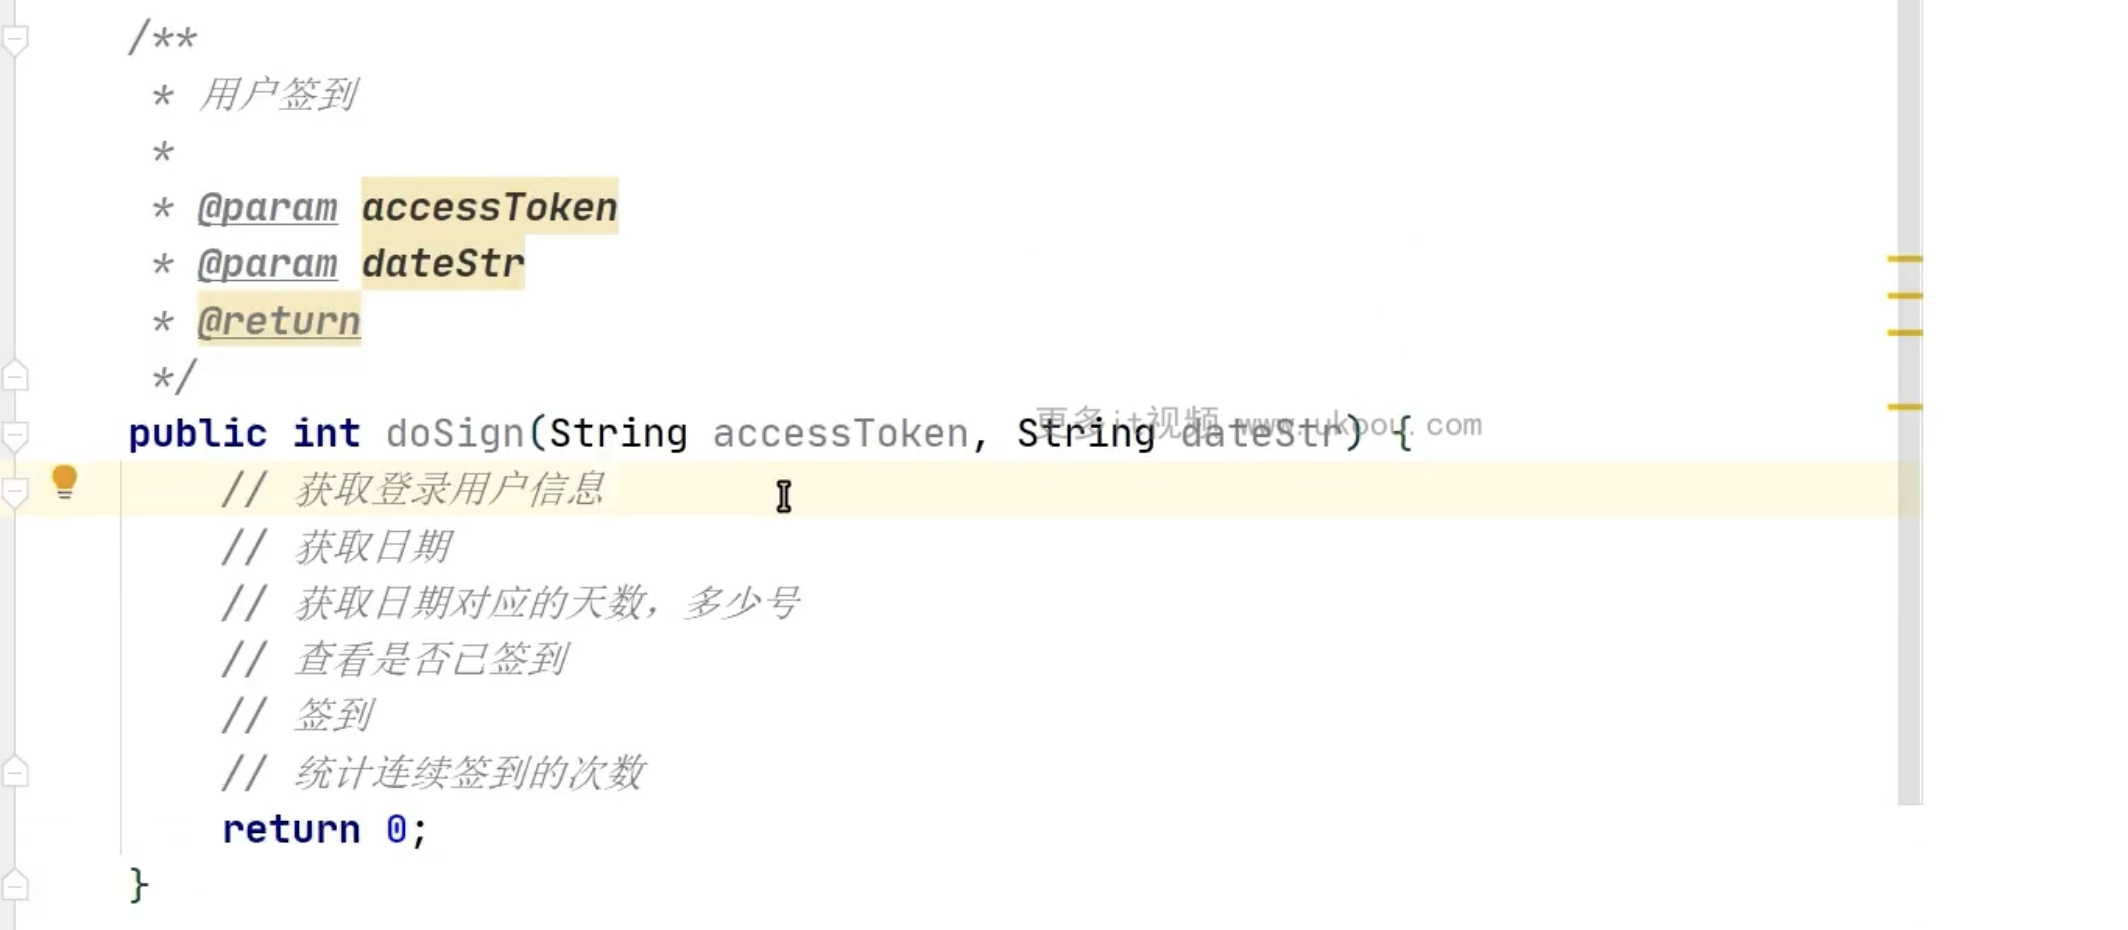 /**
 * 用户签到
 *
 * @param accessToken
 * @param dateStr
 * @return
 */
public int doSign(String accessToken, String dateStr) {
更多it视频 www.ukoou.com
// 获取登录用户信息
// 获取日期
// 获取日期对应的天数，多少号
// 查看是否已签到
// 签到
// 统计连续签到的次数
return 0;
}